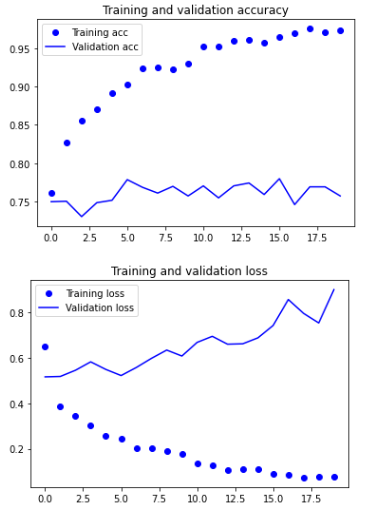 Training and validation accuracy
Training acc
Validation acc
0.95
0.90
0.85
0.80
0.75
0.0 2.5 5.0 7.5 10.0 12.5 15.0 17.5
Training and validation loss
Training loss
Validation loss
0.8
0.6
0.4
0.2
0.0 2.5 5.0 7.5 10.0 12.5 15.0 17.5